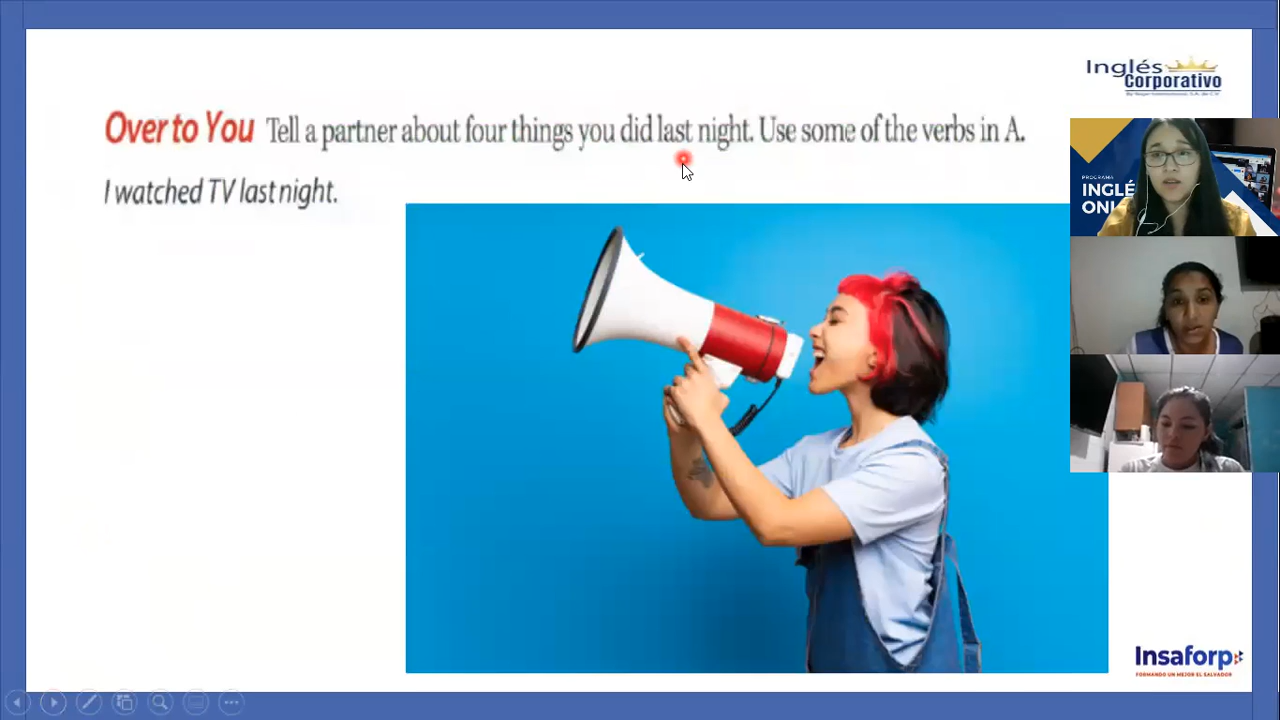 Inglés
Corporativo
Over to You Tell a partner about four things you did last night. Use some of the verbs in A.
I watched TV last night.
PROGRAMA
INGLÉ
ONL
Insaforp
FORMANDO UN MEJOR EL SALVADOR